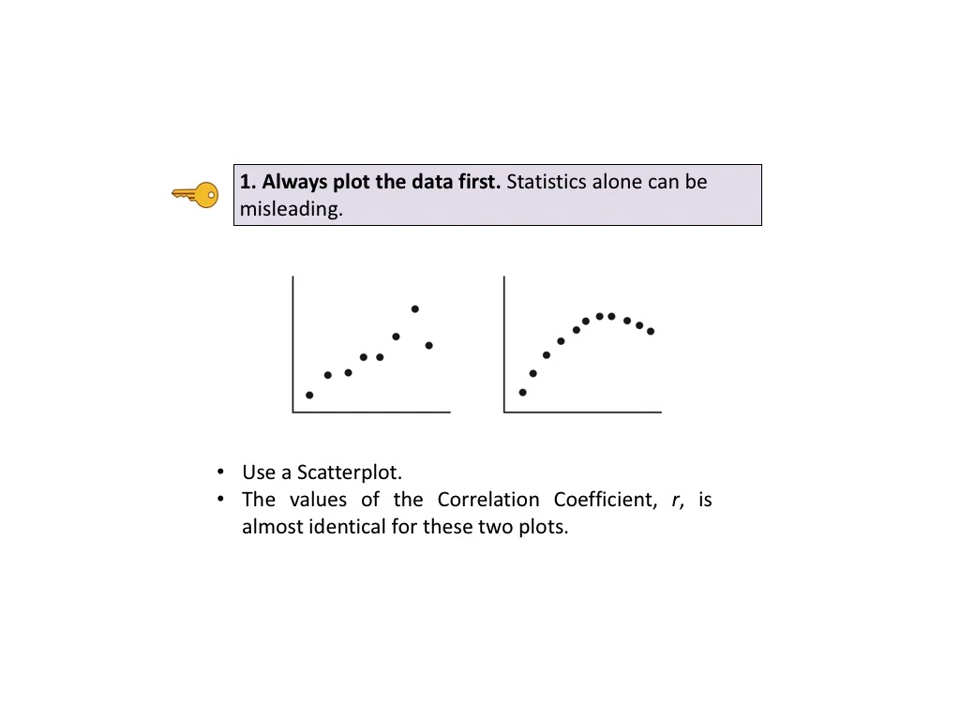 1. Always plot the data first. Statistics alone can be
misleading.
• Use a Scatterplot.
• The values of the Correlation Coefficient, r, is
almost identical for these two plots.